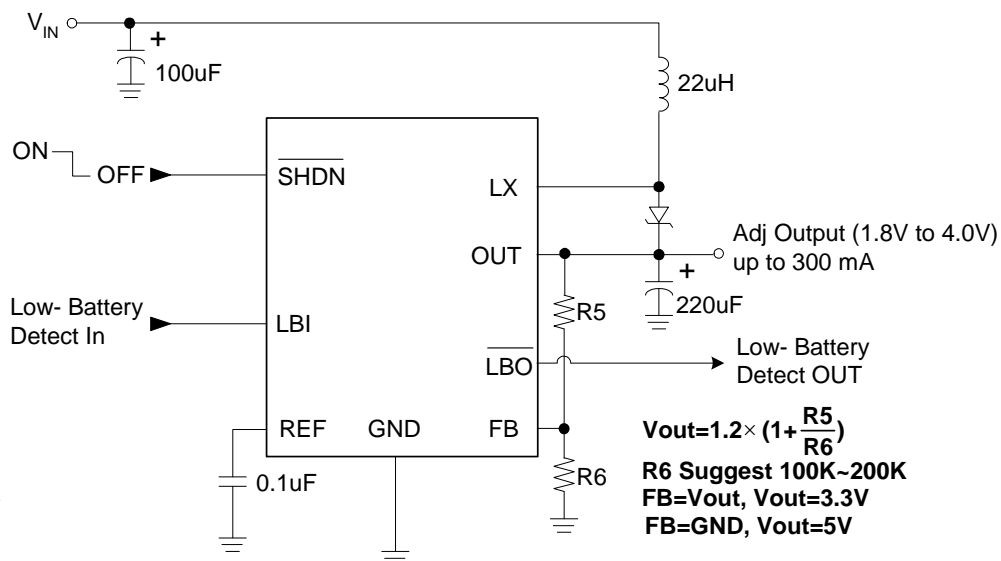 VIN
+
100uF
22uH
ON
OFF
SHDN
LX
Adj Output (1.8V to 4.0V)
up to 300 mA
OUT
+
220uF
R5
Low- Battery
Detect In
LBI
LBO
Low- Battery
Detect OUT
REF
GND
FB
Vout=1.2×(1+R5/R6)
R6
R6 Suggest 100K~200K
0.1uF
FB=Vout, Vout=3.3V
FB=GND, Vout=5V